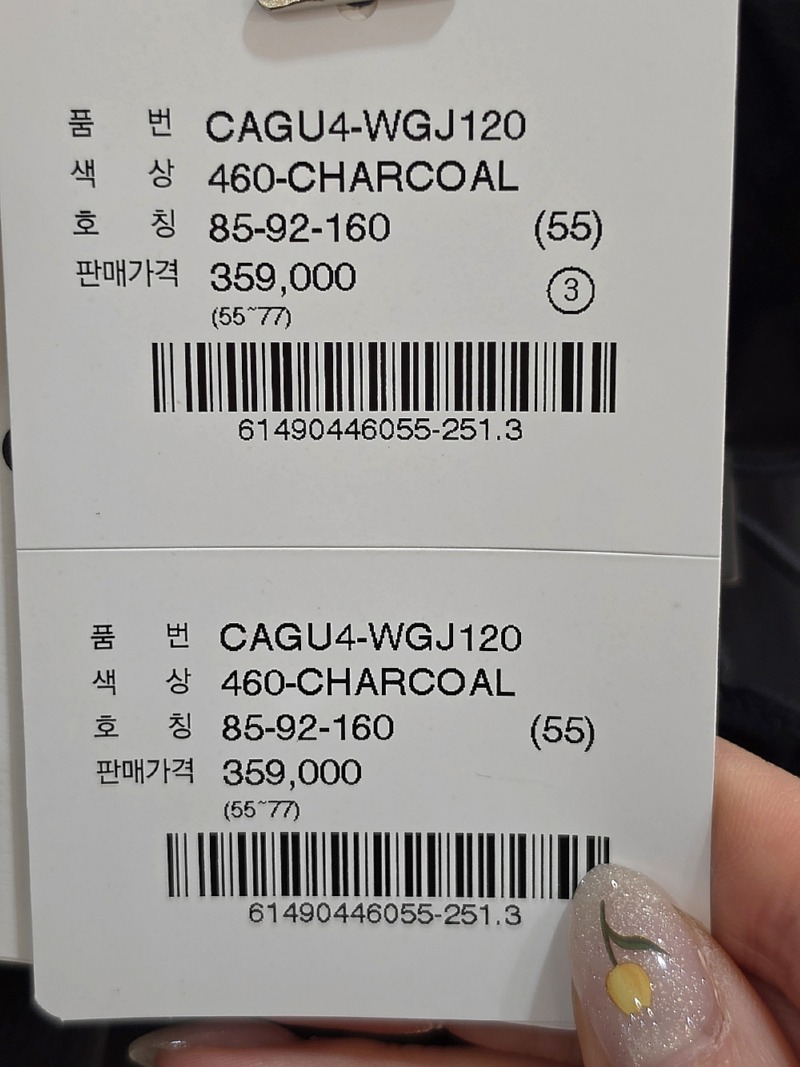 품 번 CAGU4-WGJ120
색 상 460-CHARCOAL
호 칭 85-92-160 (55)
판매가격 359,000 ③
(55~77)
61490446055-251.3
품 번 CAGU4-WGJ120
색 상 460-CHARCOAL
호 칭 85-92-160 (55)
판매가격 359,000
(55~77)
61490446055-251.3